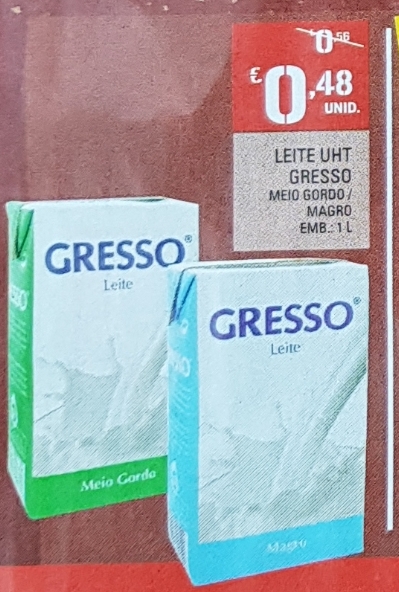 €0,56
€0,48
UNID.
LEITE UHT
GRESSO
MEIO GORDO /
MAGRO
EMB.: 1 L
GRESSO®
Leite
Meio Gordo
GRESSO®
Leite
Magro